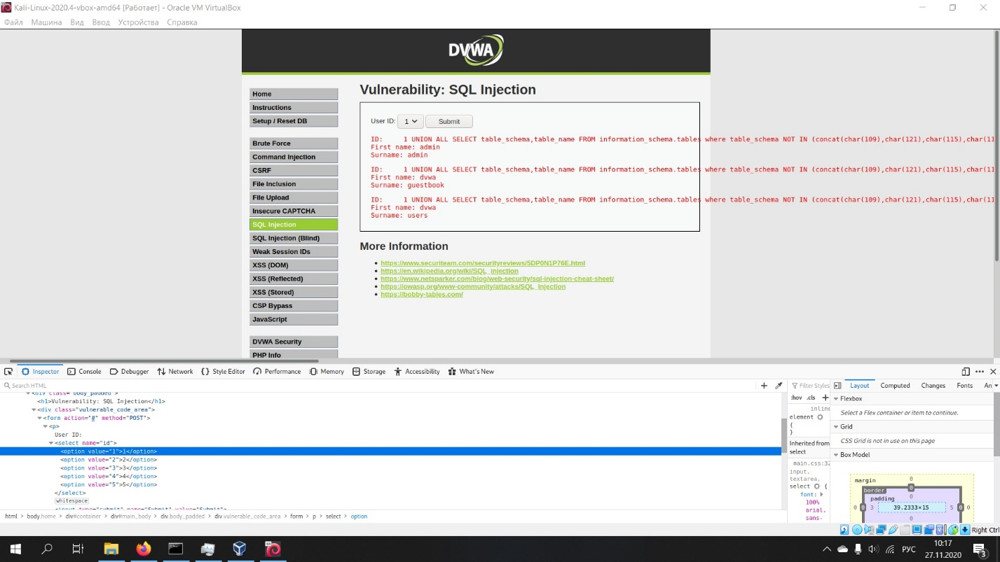 Kali-Linux-2020.4-vbox-amd64 [Работает] - Oracle VM VirtualBox
Файл Машина Вид Ввод Устройства Справка
DVWA
Home
Instructions
Setup / Reset DB
Brute Force
Command Injection
CSRF
File Inclusion
File Upload
Insecure CAPTCHA
SQL Injection
SQL Injection (Blind)
Weak Session IDs
XSS (DOM)
XSS (Reflected)
XSS (Stored)
CSP Bypass
JavaScript
DVWA Security
PHP Info
Vulnerability: SQL Injection
User ID: 1 Submit
ID: 1 UNION ALL SELECT table_schema,table_name FROM information_schema.tables where table_schema NOT IN (concat(char(109),char(121),char(115),char(11
First name: admin
Surname: admin
ID: 1 UNION ALL SELECT table_schema,table_name FROM information_schema.tables where table_schema NOT IN (concat(char(109),char(121),char(115),char(11
First name: dvwa
Surname: guestbook
ID: 1 UNION ALL SELECT table_schema,table_name FROM information_schema.tables where table_schema NOT IN (concat(char(109),char(121),char(115),char(11
First name: dvwa
Surname: users
More Information
https://www.securiteam.com/securityreviews/5DP0N1P76E.html
https://en.wikipedia.org/wiki/SQL_injection
https://www.netsparker.com/blog/web-security/sql-injection-cheat-sheet/
https://owasp.org/www-community/attacks/SQL_Injection
https://bobby-tables.com/
Inspector Console Debugger Network Style Editor Performance Memory Storage Accessibility What's New
Search HTML
<div class="body_padded">
<h1>Vulnerability: SQL Injection</h1>
<div class="vulnerable_code_area">
<form action="#" method="POST">
<p>
User ID:
<select name="id">
<option value="1">1</option>
<option value="2">2</option>
<option value="3">3</option>
<option value="4">4</option>
<option value="5">5</option>
</select>
whitespace
<input type="submit" name="Submit" value="Submit">
html > body.home > div#container > div#main_body > div.body_padded > div.vulnerable_code_area > form > p > select > option
Filter Styles
:hov .cls +
inline
element
{
}
Inherited from
select
main.css:32
input,
textarea,
select {
font:
100%
arial,
sans-
Layout Computed Changes Fonts An
Flexbox
Select a Flex container or item to continue.
Grid
CSS Grid is not in use on this page
Box Model
margin 0
border 0
padding 0
0 0 3 39.2333×15 5 0 0
0
Right Ctrl
РУС
10:17
27.11.2020
3